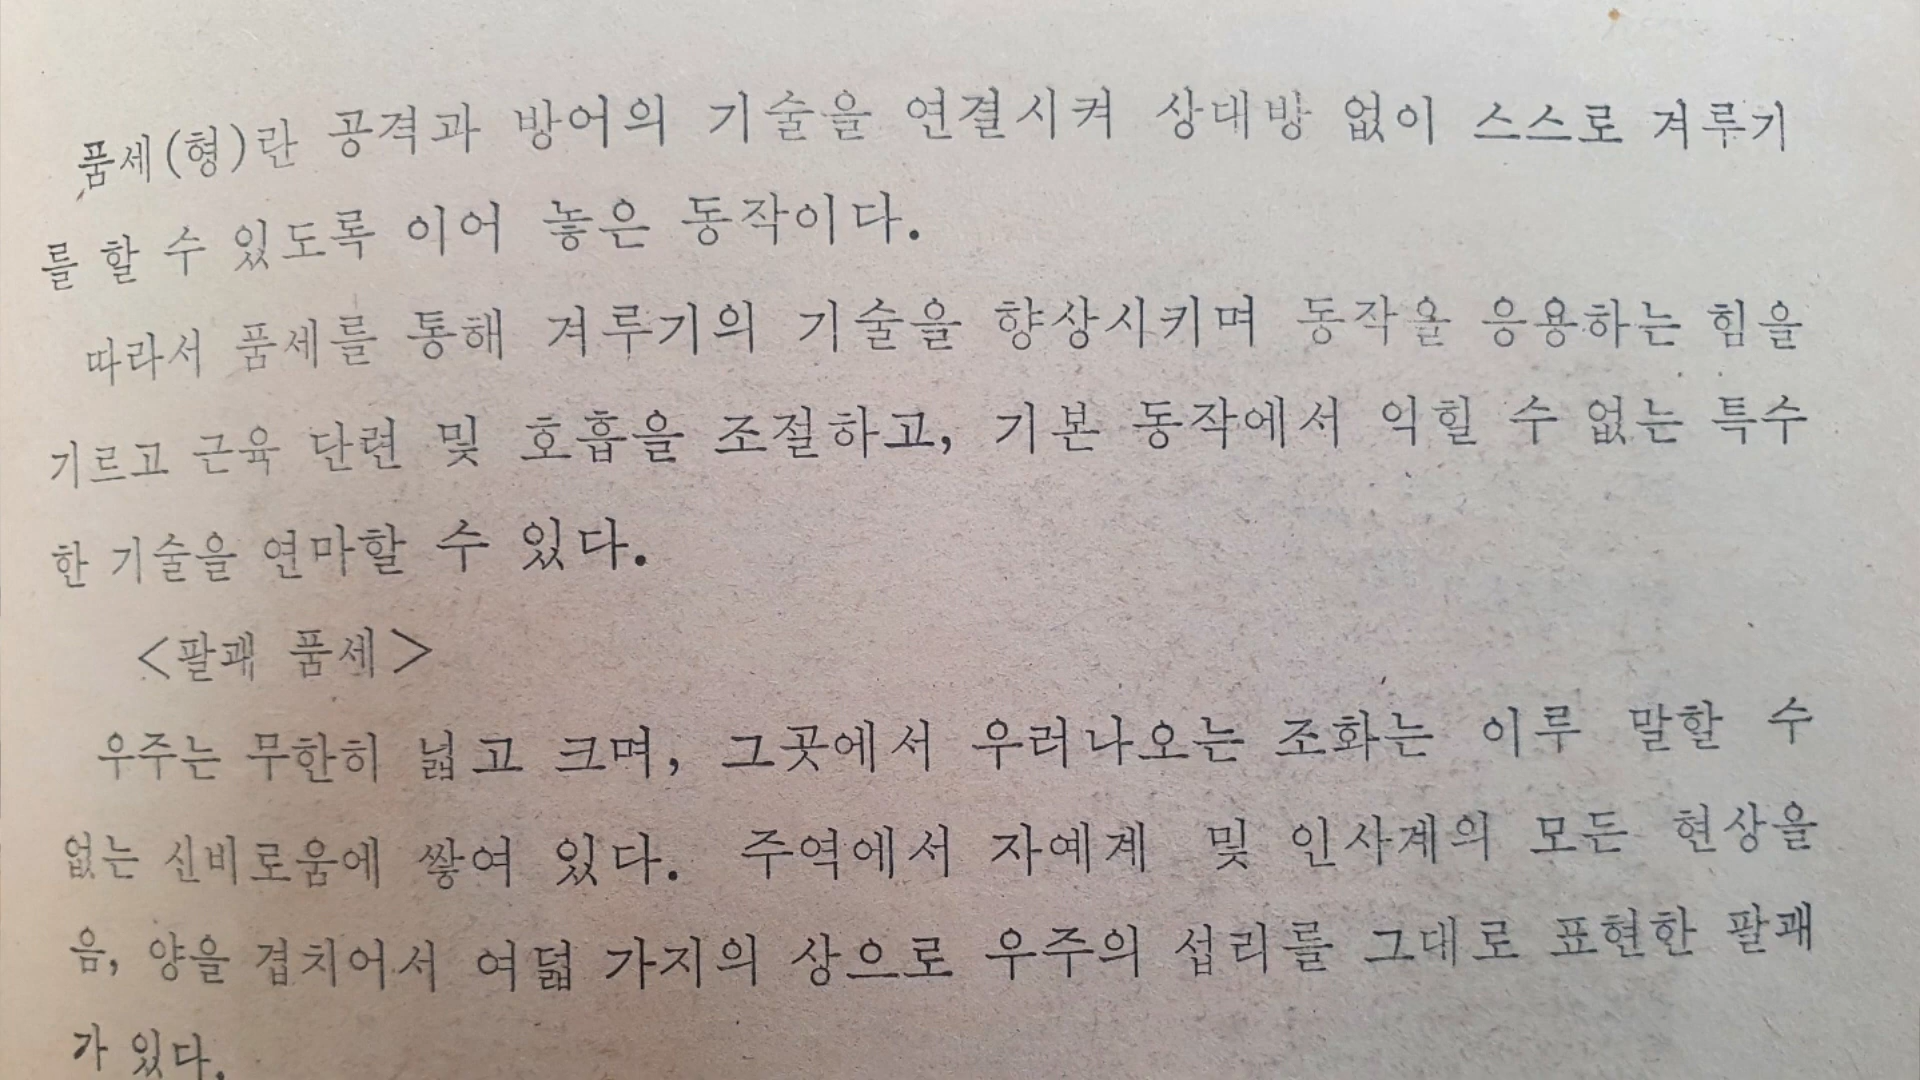 품세(형)란 공격과 방어의 기술을 연결시켜 상대방 없이 스스로 겨루기
를 할 수 있도록 이어 놓은 동작이다.
따라서 품세를 통해 겨루기의 기술을 향상시키며 동작을 응용하는 힘을
기르고 근육 단련 및 호흡을 조절하고, 기본 동작에서 익힐 수 없는 특수
한 기술을 연마할 수 있다.
<팔괘 품세>
우주는 무한히 넓고 크며, 그곳에서 우러나오는 조화는 이루 말할 수
없는 신비로움에 쌓여 있다. 주역에서 자예계 및 인사계의 모든 현상을
음, 양을 겹치어서 여덟 가지의 상으로 우주의 섭리를 그대로 표현한 팔괘
가 있다.